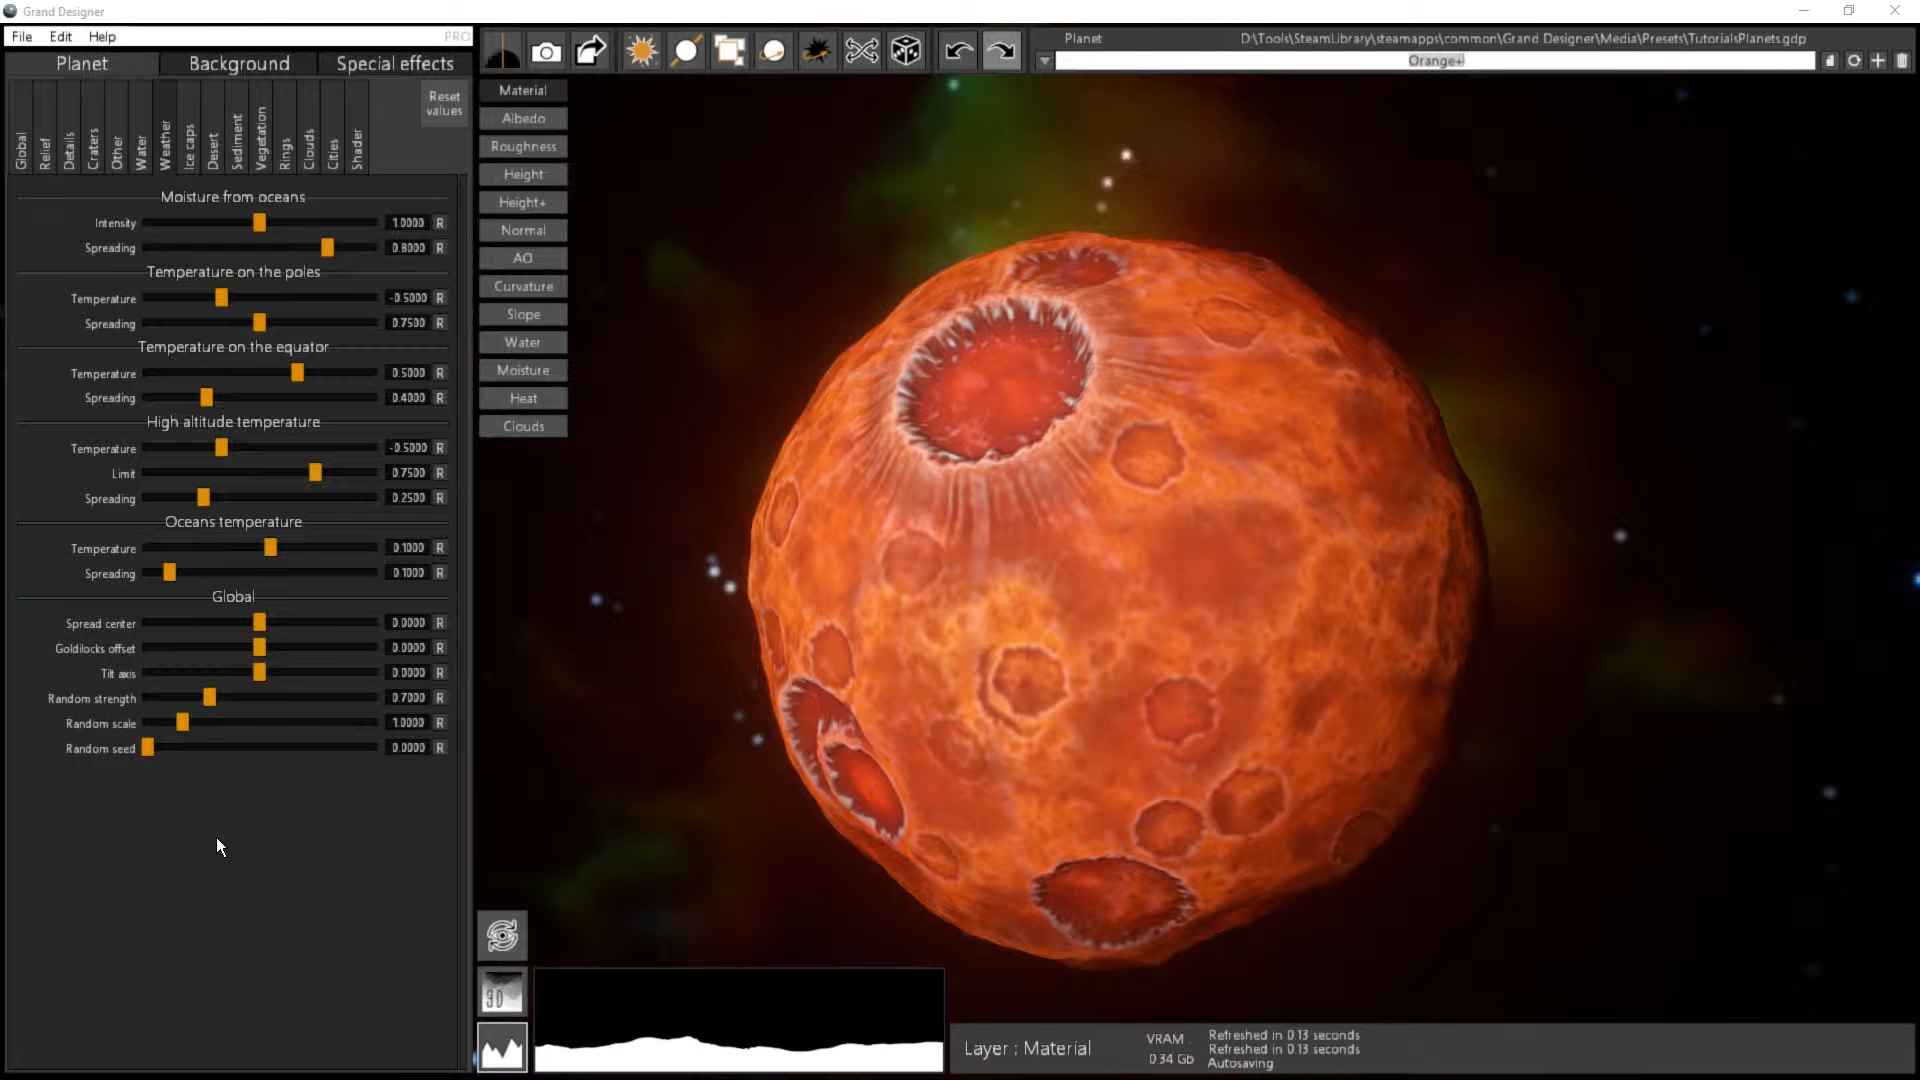 Grand Designer
File Edit Help PRO
Planet Background Special effects
Global Relief Details Craters Other Water Weather Ice caps Desert Sediment Vegetation Rings Clouds Cities Shader
Reset
values
Moisture from oceans
Intensity 1.0000 R
Spreading 0.8000 R
Temperature on the poles
Temperature -0.5000 R
Spreading 0.7500 R
Temperature on the equator
Temperature 0.5000 R
Spreading 0.4000 R
High altitude temperature
Temperature -0.5000 R
Limit 0.7500 R
Spreading 0.2500 R
Oceans temperature
Temperature 0.1000 R
Spreading 0.1000 R
Global
Spread center 0.0000 R
Goldilocks offset 0.0000 R
Tilt axis 0.0000 R
Random strength 0.7000 R
Random scale 1.0000 R
Random seed 0.0000 R
Planet D:\Tools\SteamLibrary\steamapps\common\Grand Designer\Media\Presets\TutorialsPlanets.gdp
Orange+
Material
Albedo
Roughness
Height
Height+
Normal
AO
Curvature
Slope
Water
Moisture
Heat
Clouds
3D
Layer : Material
VRAM :
0.34 Gb
Refreshed in 0.13 seconds
Refreshed in 0.13 seconds
Autosaving